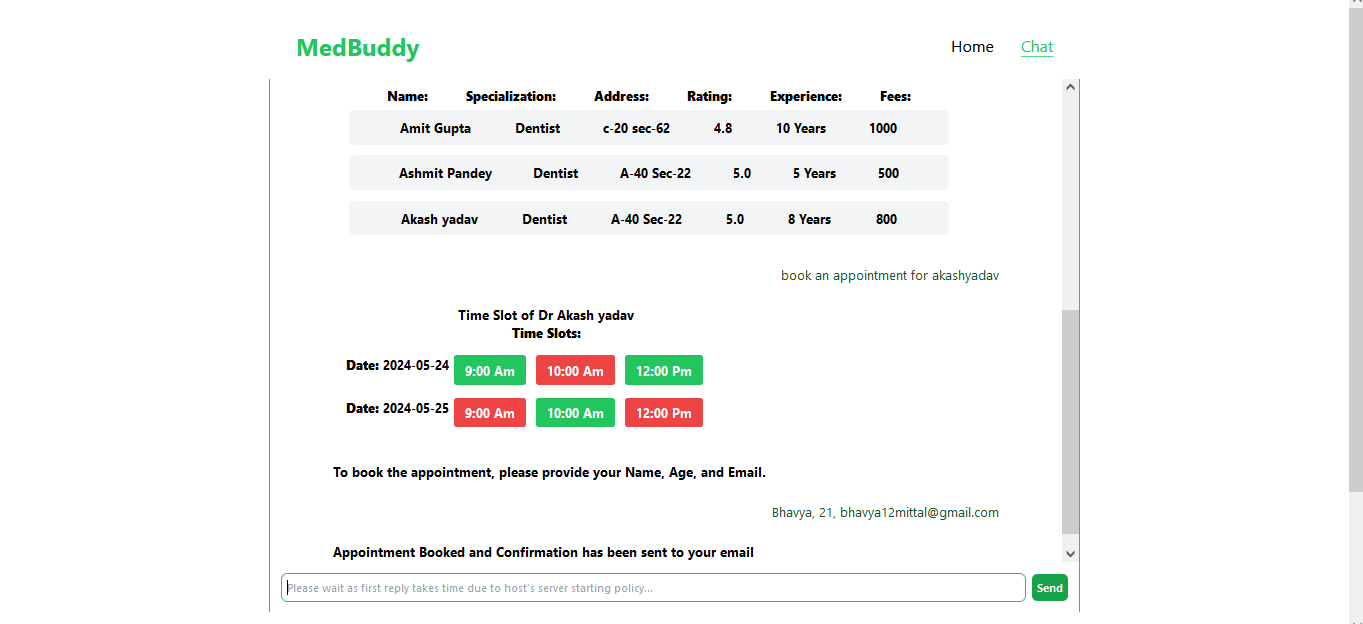 MedBuddy Home Chat
Name: Specialization: Address: Rating: Experience: Fees:
Amit Gupta Dentist c-20 sec-62 4.8 10 Years 1000
Ashmit Pandey Dentist A-40 Sec-22 5.0 5 Years 500
Akash yadav Dentist A-40 Sec-22 5.0 8 Years 800
book an appointment for akashyadav
Time Slot of Dr Akash yadav
Time Slots:
Date: 2024-05-24 9:00 Am 10:00 Am 12:00 Pm
Date: 2024-05-25 9:00 Am 10:00 Am 12:00 Pm
To book the appointment, please provide your Name, Age, and Email.
Bhavya, 21, bhavya12mittal@gmail.com
Appointment Booked and Confirmation has been sent to your email
Please wait as first reply takes time due to host's server starting policy... Send